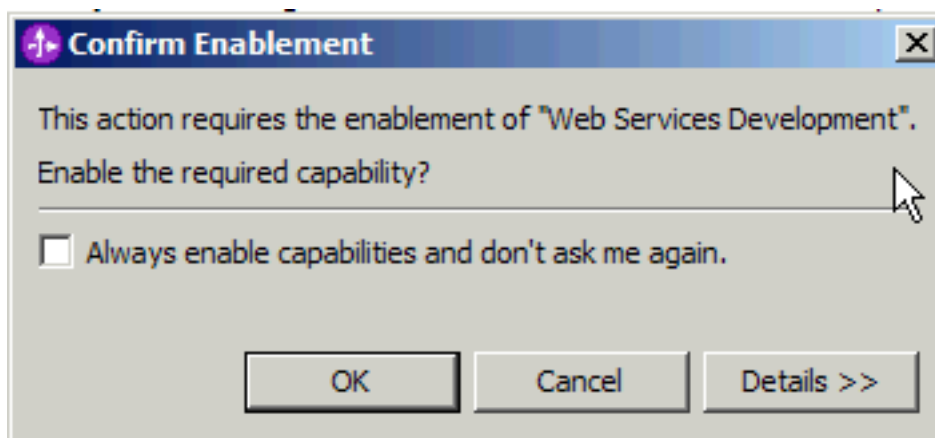 Confirm Enablement
This action requires the enablement of "Web Services Development".
Enable the required capability?
Always enable capabilities and don't ask me again.
OK Cancel Details >>